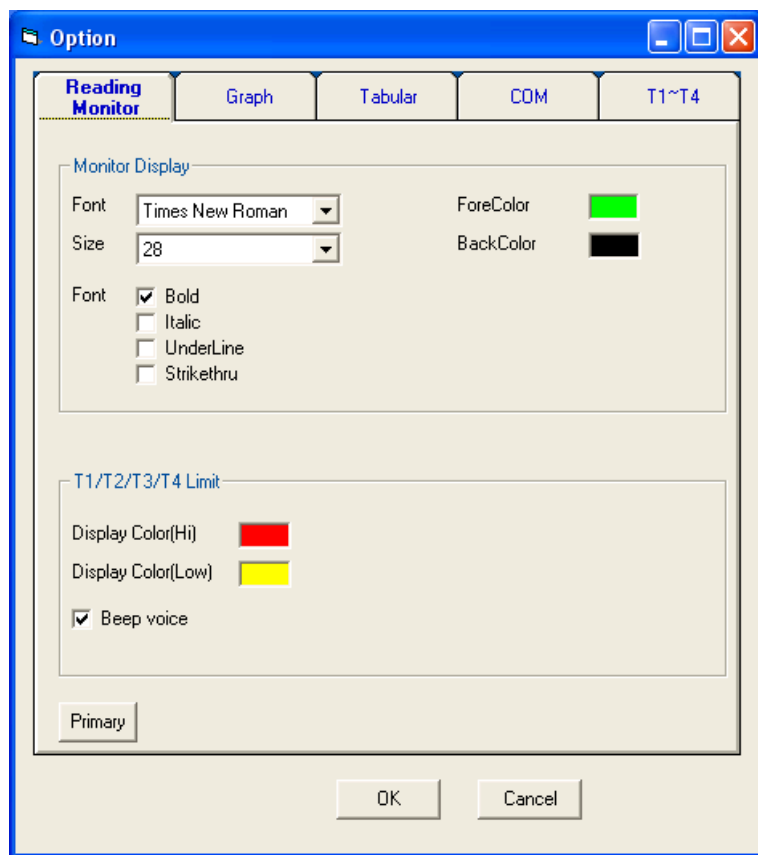 Option
Reading Monitor
Graph
Tabular
COM
T1~T4
Monitor Display
Font
Times New Roman
ForeColor
Size
28
BackColor
Font
Bold
Italic
UnderLine
Strikethru
T1/T2/T3/T4 Limit
Display Color(Hi)
Display Color(Low)
Beep voice
Primary
OK
Cancel